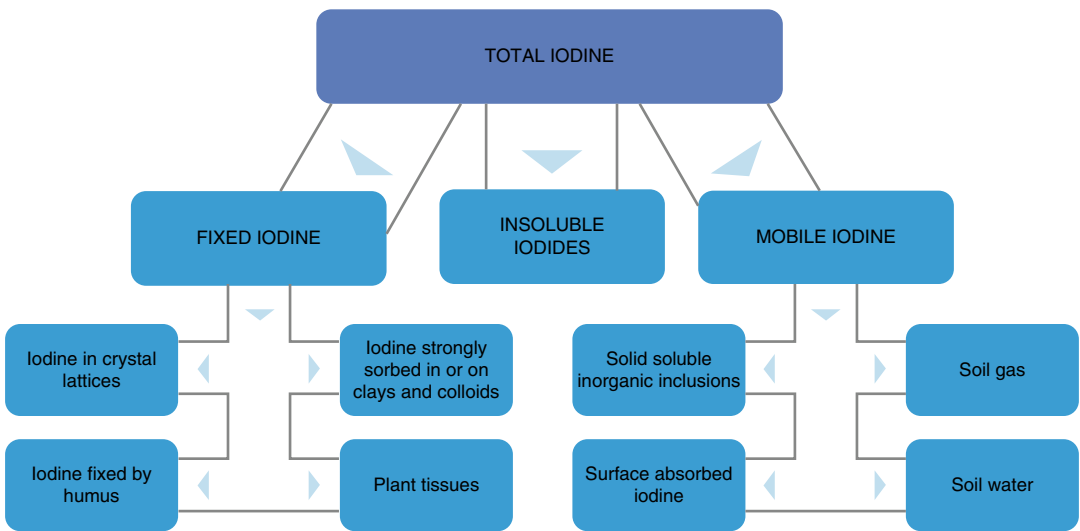 TOTAL IODINE
FIXED IODINE
INSOLUBLE
IODIDES
MOBILE IODINE
Iodine in crystal
lattices
Iodine strongly
sorbed in or on
clays and colloids
Solid soluble
inorganic inclusions
Soil gas
Iodine fixed by
humus
Plant tissues
Surface absorbed
iodine
Soil water